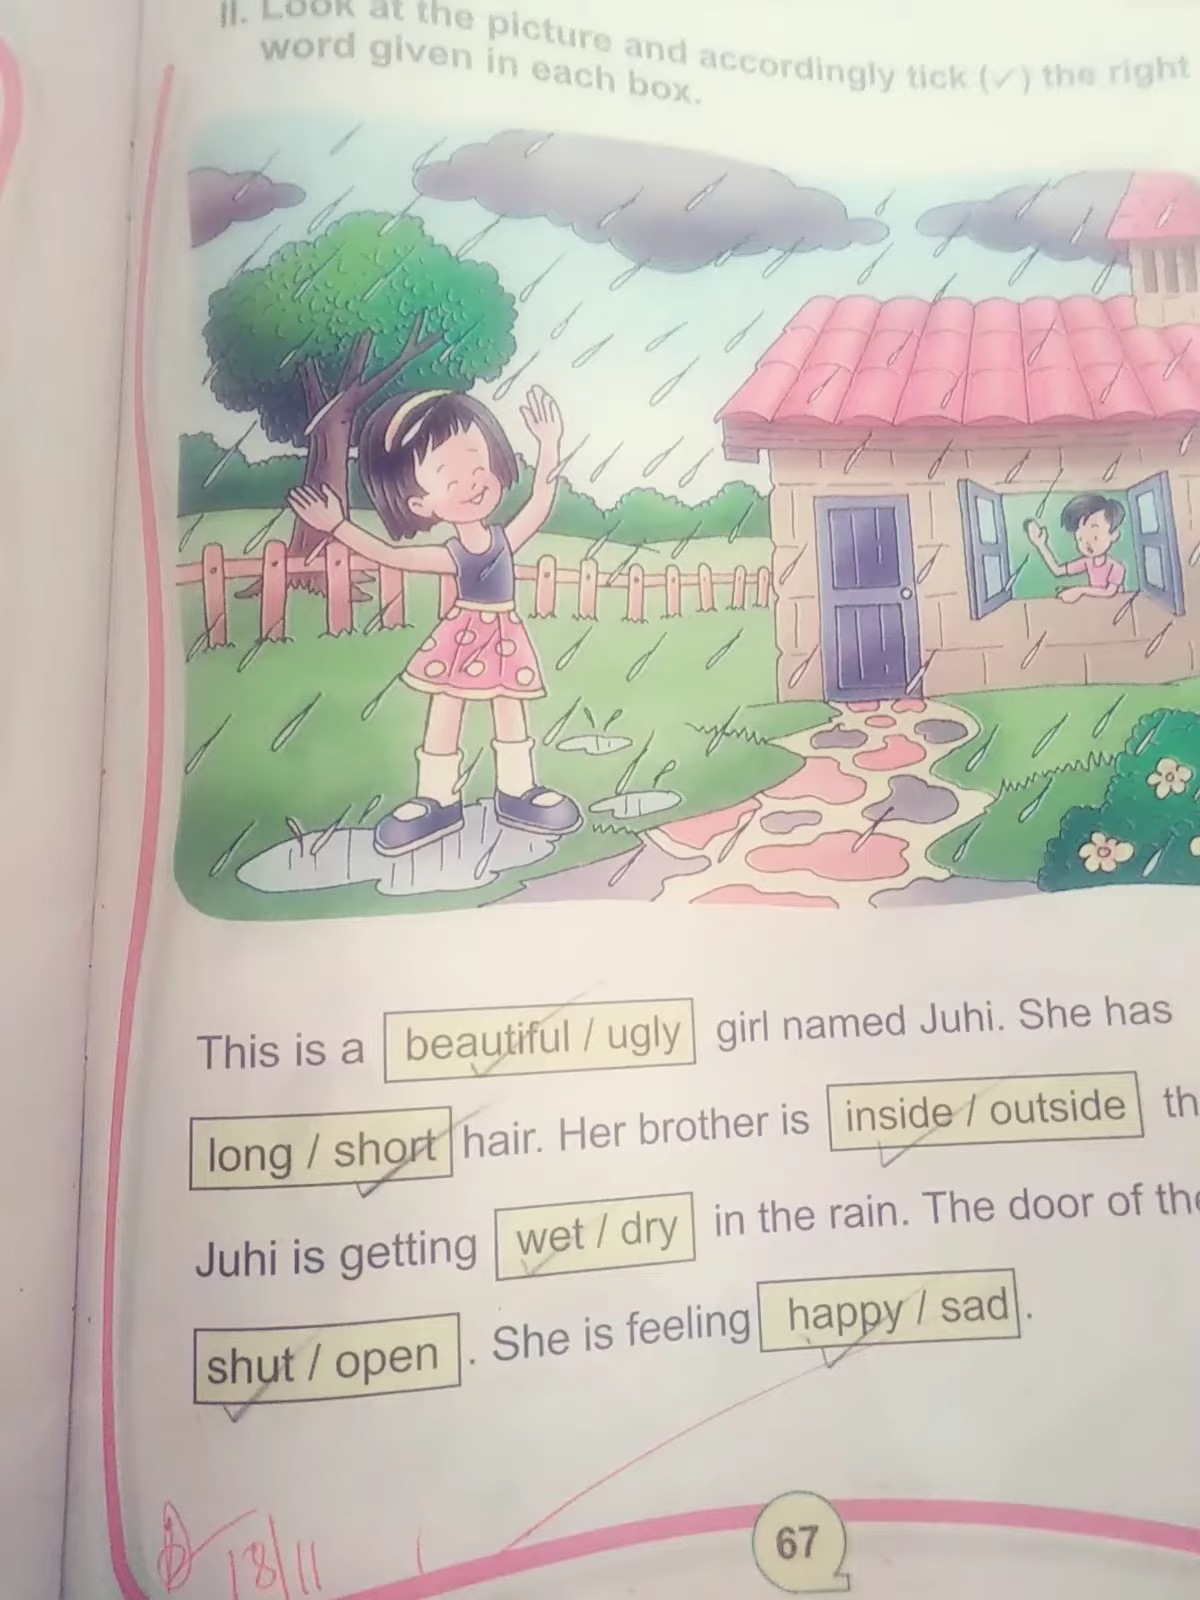 II. Look at the picture and accordingly tick (✓) the right
word given in each box.
This is a beautiful / ugly girl named Juhi. She has
long / short hair. Her brother is inside / outside th
Juhi is getting wet / dry in the rain. The door of the
shut / open . She is feeling happy / sad .
18/11
67